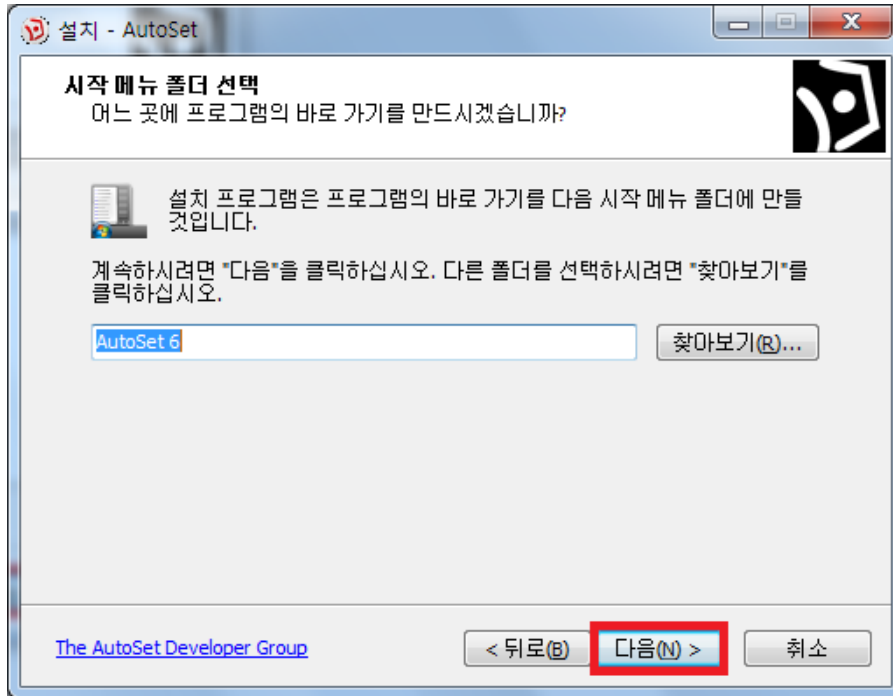 설치 - AutoSet
시작 메뉴 폴더 선택
어느 곳에 프로그램의 바로 가기를 만드시겠습니까?
설치 프로그램은 프로그램의 바로 가기를 다음 시작 메뉴 폴더에 만들
것입니다.
계속하시려면 "다음"을 클릭하십시오. 다른 폴더를 선택하시려면 "찾아보기"를
클릭하십시오.
AutoSet 6
찾아보기(R)...
The AutoSet Developer Group
< 뒤로(B)
다음(N) >
취소